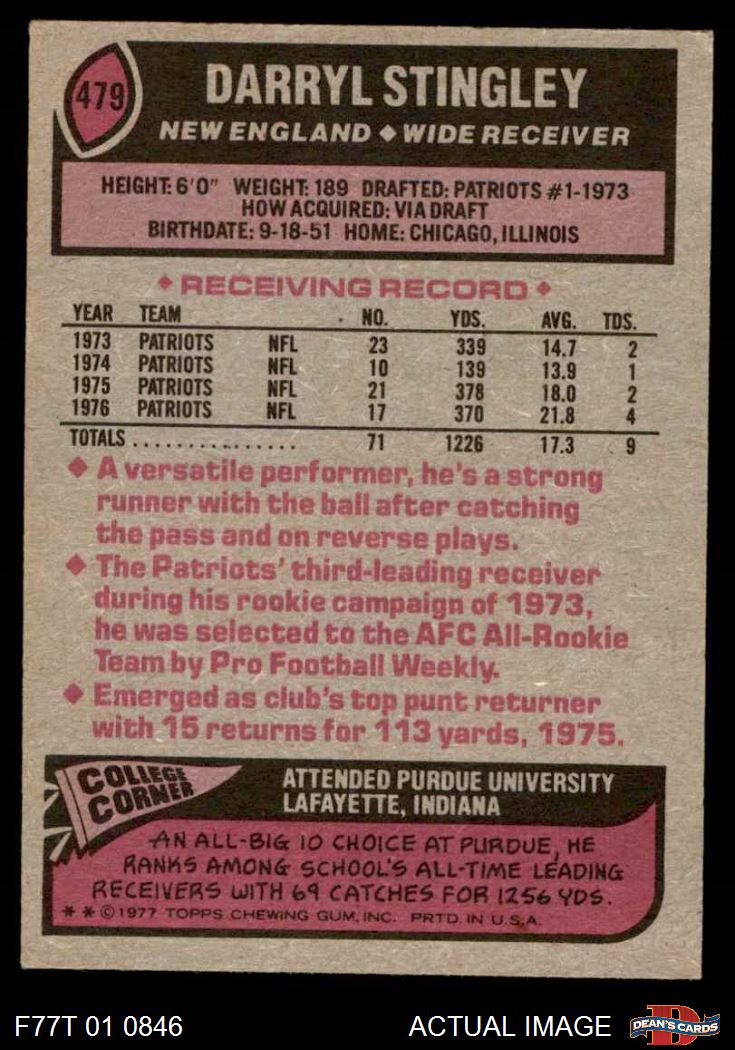 479
DARRYL STINGLEY
NEW ENGLAND ◆ WIDE RECEIVER
HEIGHT: 6'0" WEIGHT: 189 DRAFTED: PATRIOTS #1-1973
HOW ACQUIRED: VIA DRAFT
BIRTHDATE: 9-18-51 HOME: CHICAGO, ILLINOIS
◆ RECEIVING RECORD ◆
YEAR TEAM NO. YDS. AVG. TDS.
1973 PATRIOTS NFL 23 339 14.7 2
1974 PATRIOTS NFL 10 139 13.9 1
1975 PATRIOTS NFL 21 378 18.0 2
1976 PATRIOTS NFL 17 370 21.8 4
TOTALS ............... 71 1226 17.3 9
◆ A versatile performer, he's a strong
runner with the ball after catching
the pass and on reverse plays.
◆ The Patriots' third-leading receiver
during his rookie campaign of 1973,
he was selected to the AFC All-Rookie
Team by Pro Football Weekly.
◆ Emerged as club's top punt returner
with 15 returns for 113 yards, 1975.
COLLEGE
CORNER
ATTENDED PURDUE UNIVERSITY
LAFAYETTE, INDIANA
AN ALL-BIG 10 CHOICE AT PURDUE, HE
RANKS AMONG SCHOOL'S ALL-TIME LEADING
RECEIVERS WITH 69 CATCHES FOR 1256 YDS.
* * © 1977 TOPPS CHEWING GUM, INC. PRTD. IN U.S.A.
F77T 01 0846
ACTUAL IMAGE
D
DEAN'S CARDS